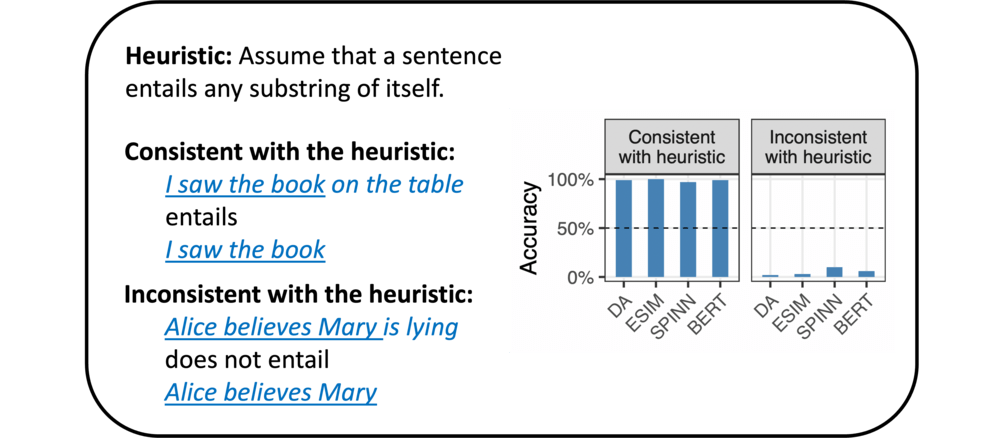 Heuristic: Assume that a sentence
entails any substring of itself.
Consistent with the heuristic:
I saw the book on the table
entails
I saw the book
Inconsistent with the heuristic:
Alice believes Mary is lying
does not entail
Alice believes Mary
Consistent
with heuristic
Inconsistent
with heuristic
Accuracy
100%
50%
0%
DA
ESIM
SPINN
BERT
DA
ESIM
SPINN
BERT